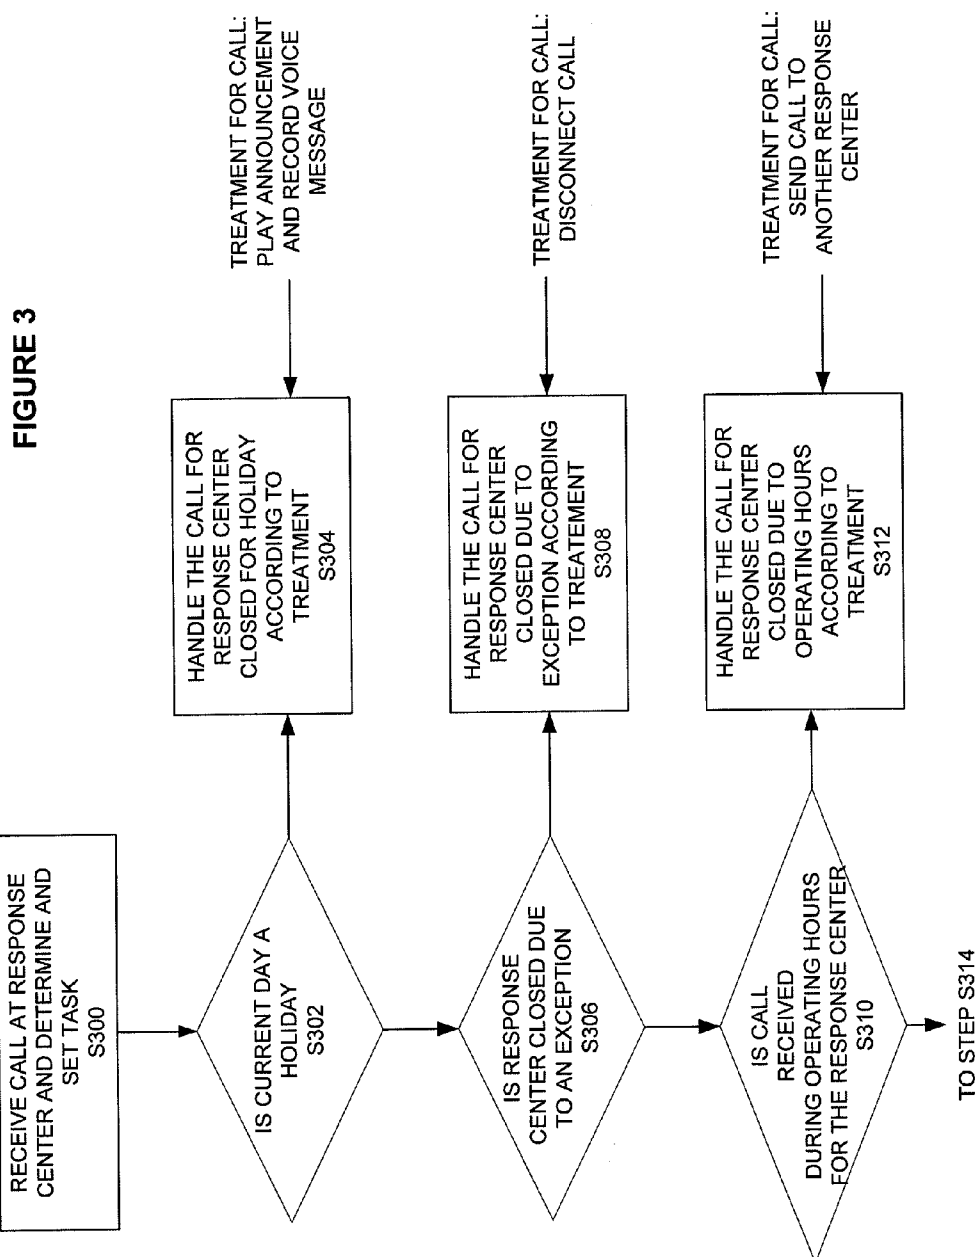 FIGURE 3
RECEIVE CALL AT RESPONSE
CENTER AND DETERMINE AND
SET TASK
S300
IS CURRENT DAY A
HOLIDAY
S302
HANDLE THE CALL FOR
RESPONSE CENTER
CLOSED FOR HOLIDAY
ACCORDING TO
TREATMENT
S304
TREATMENT FOR CALL:
PLAY ANNOUNCEMENT
AND RECORD VOICE
MESSAGE
IS RESPONSE
CENTER CLOSED DUE
TO AN EXCEPTION
S306
HANDLE THE CALL FOR
RESPONSE CENTER
CLOSED DUE TO
EXCEPTION ACCORDING
TO TREATEMENT
S308
TREATMENT FOR CALL:
DISCONNECT CALL
IS CALL
RECEIVED
DURING OPERATING HOURS
FOR THE RESPONSE CENTER
S310
HANDLE THE CALL FOR
RESPONSE CENTER
CLOSED DUE TO
OPERATING HOURS
ACCORDING TO
TREATMENT
S312
TREATMENT FOR CALL:
SEND CALL TO
ANOTHER RESPONSE
CENTER
TO STEP S314